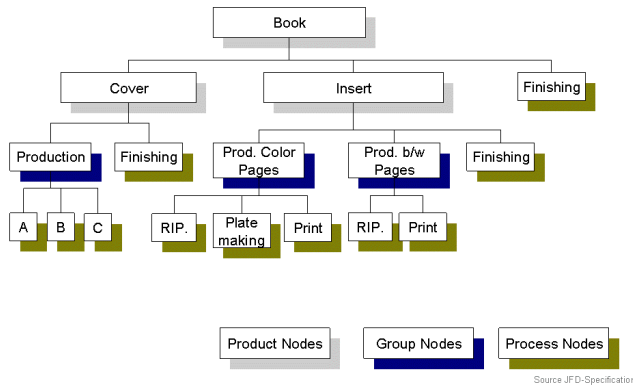 Book
Cover
Insert
Finishing
Production
Finishing
Prod. Color
Pages
Prod. b/w
Pages
Finishing
A
B
C
RIP.
Plate
making
Print
RIP.
Print
Product Nodes
Group Nodes
Process Nodes
Source JFD-Specification